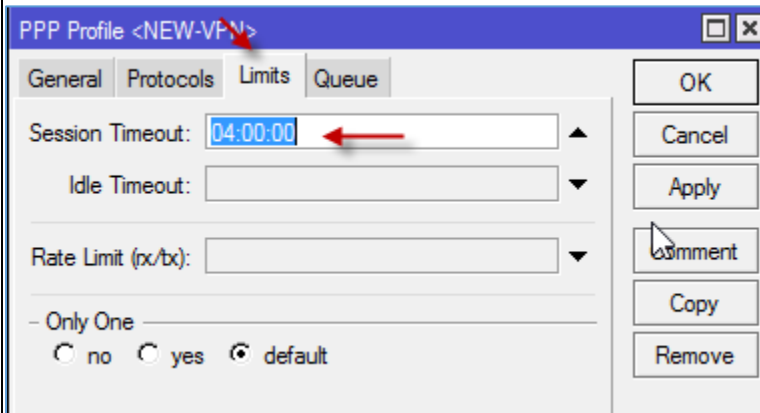 PPP Profile <NEW-VPN>
General Protocols Limits Queue
OK
Session Timeout: 04:00:00
Cancel
Idle Timeout:
Apply
Rate Limit (rx/tx):
Comment
Copy
Only One
no yes default
Remove